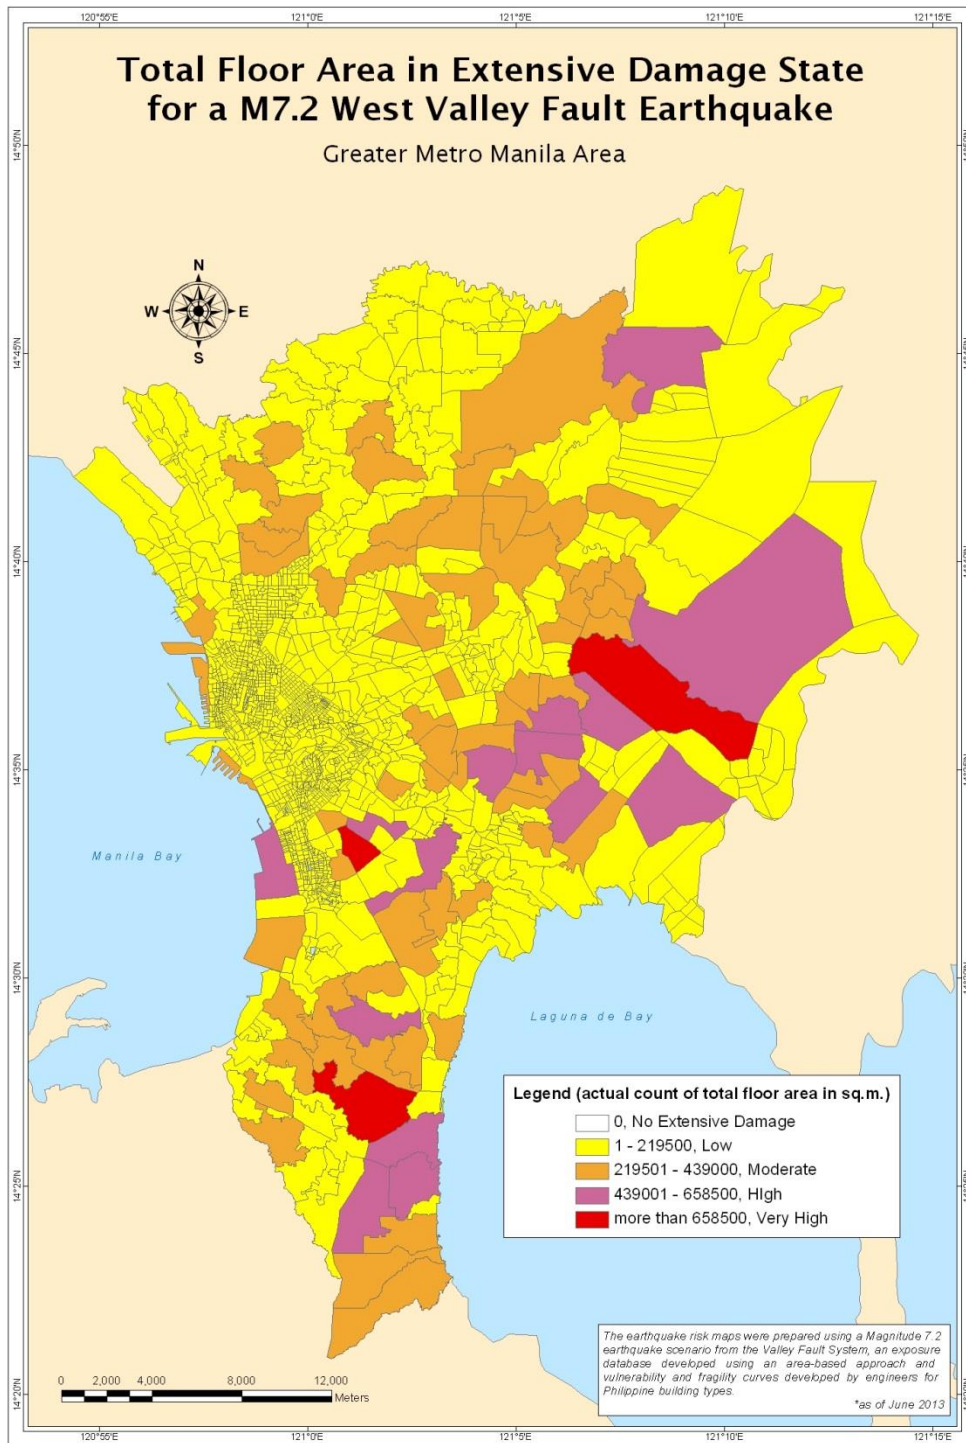 120°55'E 121°0'E 121°5'E 121°10'E 121°15'E
Total Floor Area in Extensive Damage State
for a M7.2 West Valley Fault Earthquake
Greater Metro Manila Area
14°50'N
N
W E
S
14°45'N
14°40'N
14°35'N
Manila Bay
14°30'N
Laguna de Bay
Legend (actual count of total floor area in sq.m.)
0, No Extensive Damage
1 - 219500, Low
219501 - 439000, Moderate
439001 - 658500, HIgh
more than 658500, Very High
14°25'N
The earthquake risk maps were prepared using a Magnitude 7.2
earthquake scenario from the Valley Fault System, an exposure
database developed using an area-based approach and
vulnerability and fragility curves developed by engineers for
Philippine building types.
*as of June 2013
0 2,000 4,000 8,000 12,000
Meters
14°20'N
120°55'E 121°0'E 121°5'E 121°10'E 121°15'E